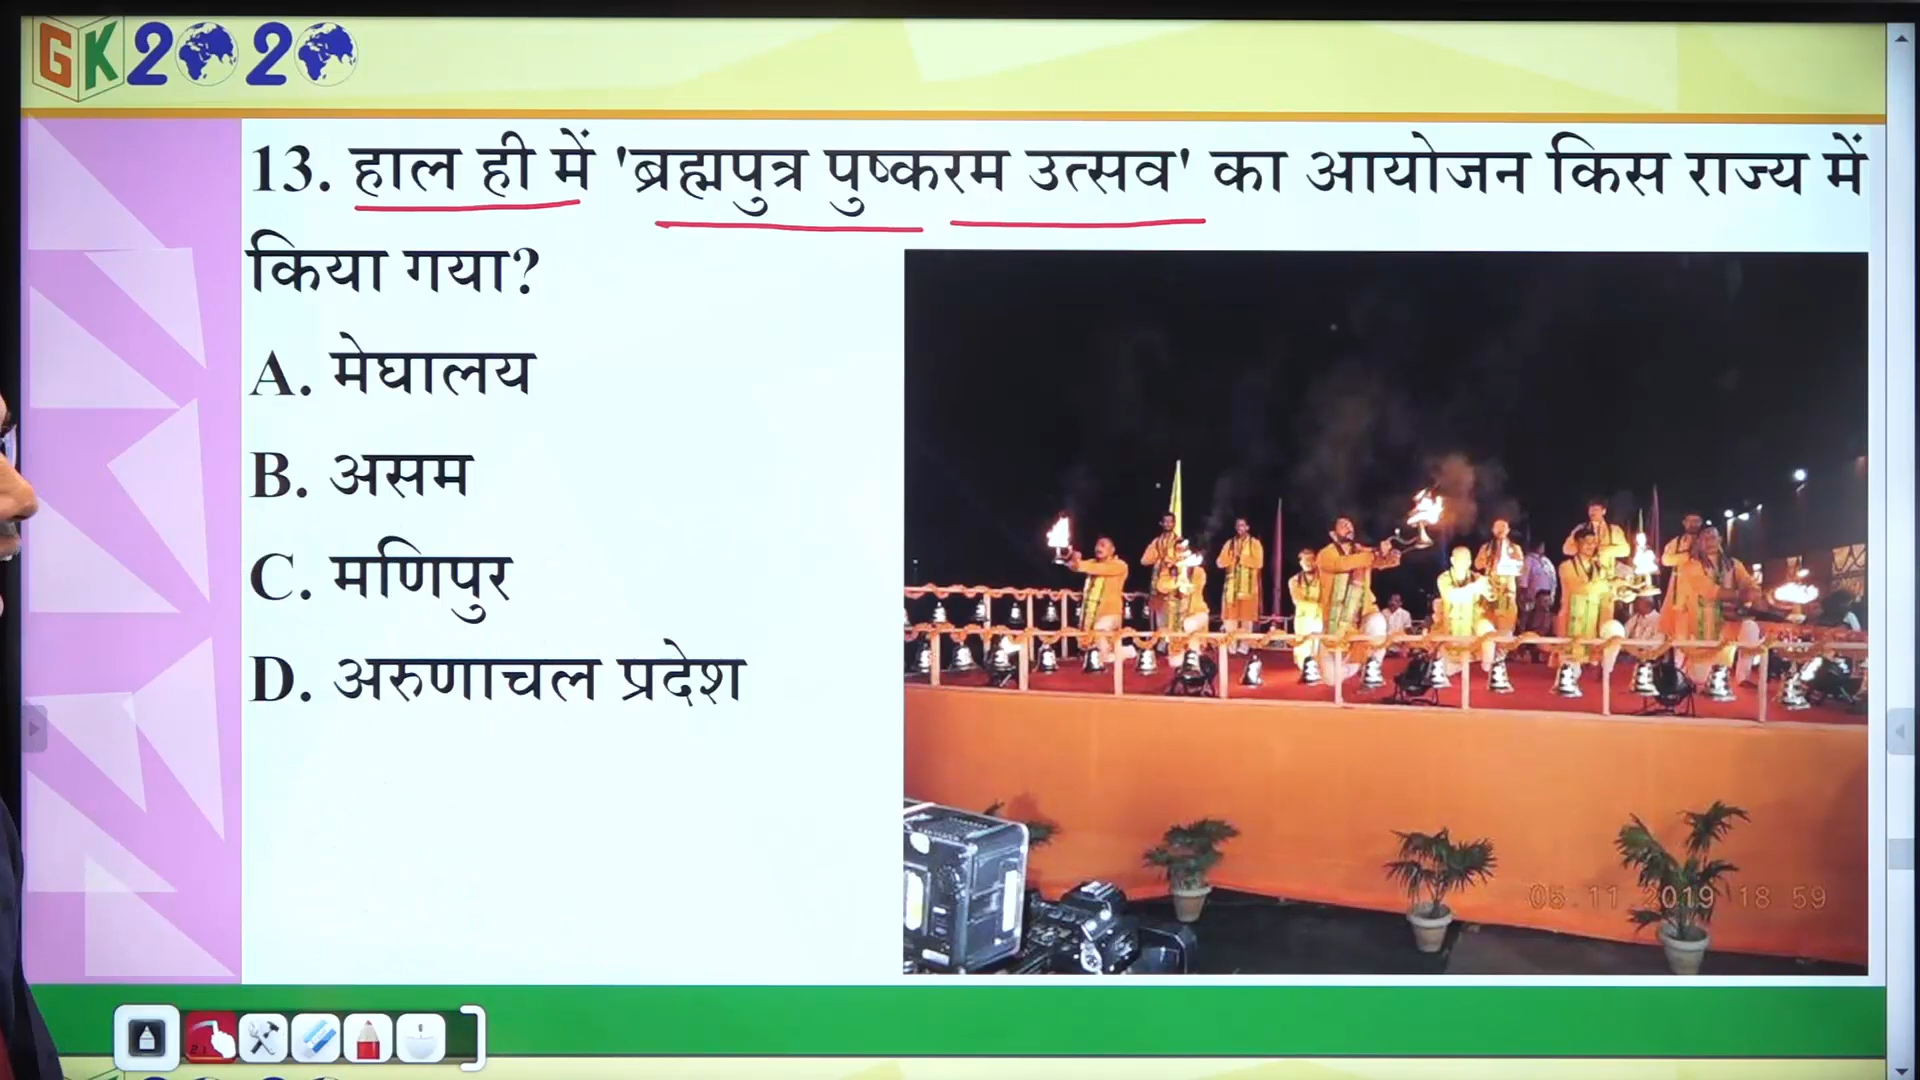 GK2020
13. हाल ही में 'ब्रह्मपुत्र पुष्करम उत्सव' का आयोजन किस राज्य में
किया गया?
A. मेघालय
B. असम
C. मणिपुर
D. अरुणाचल प्रदेश
05 11 2019 18 59